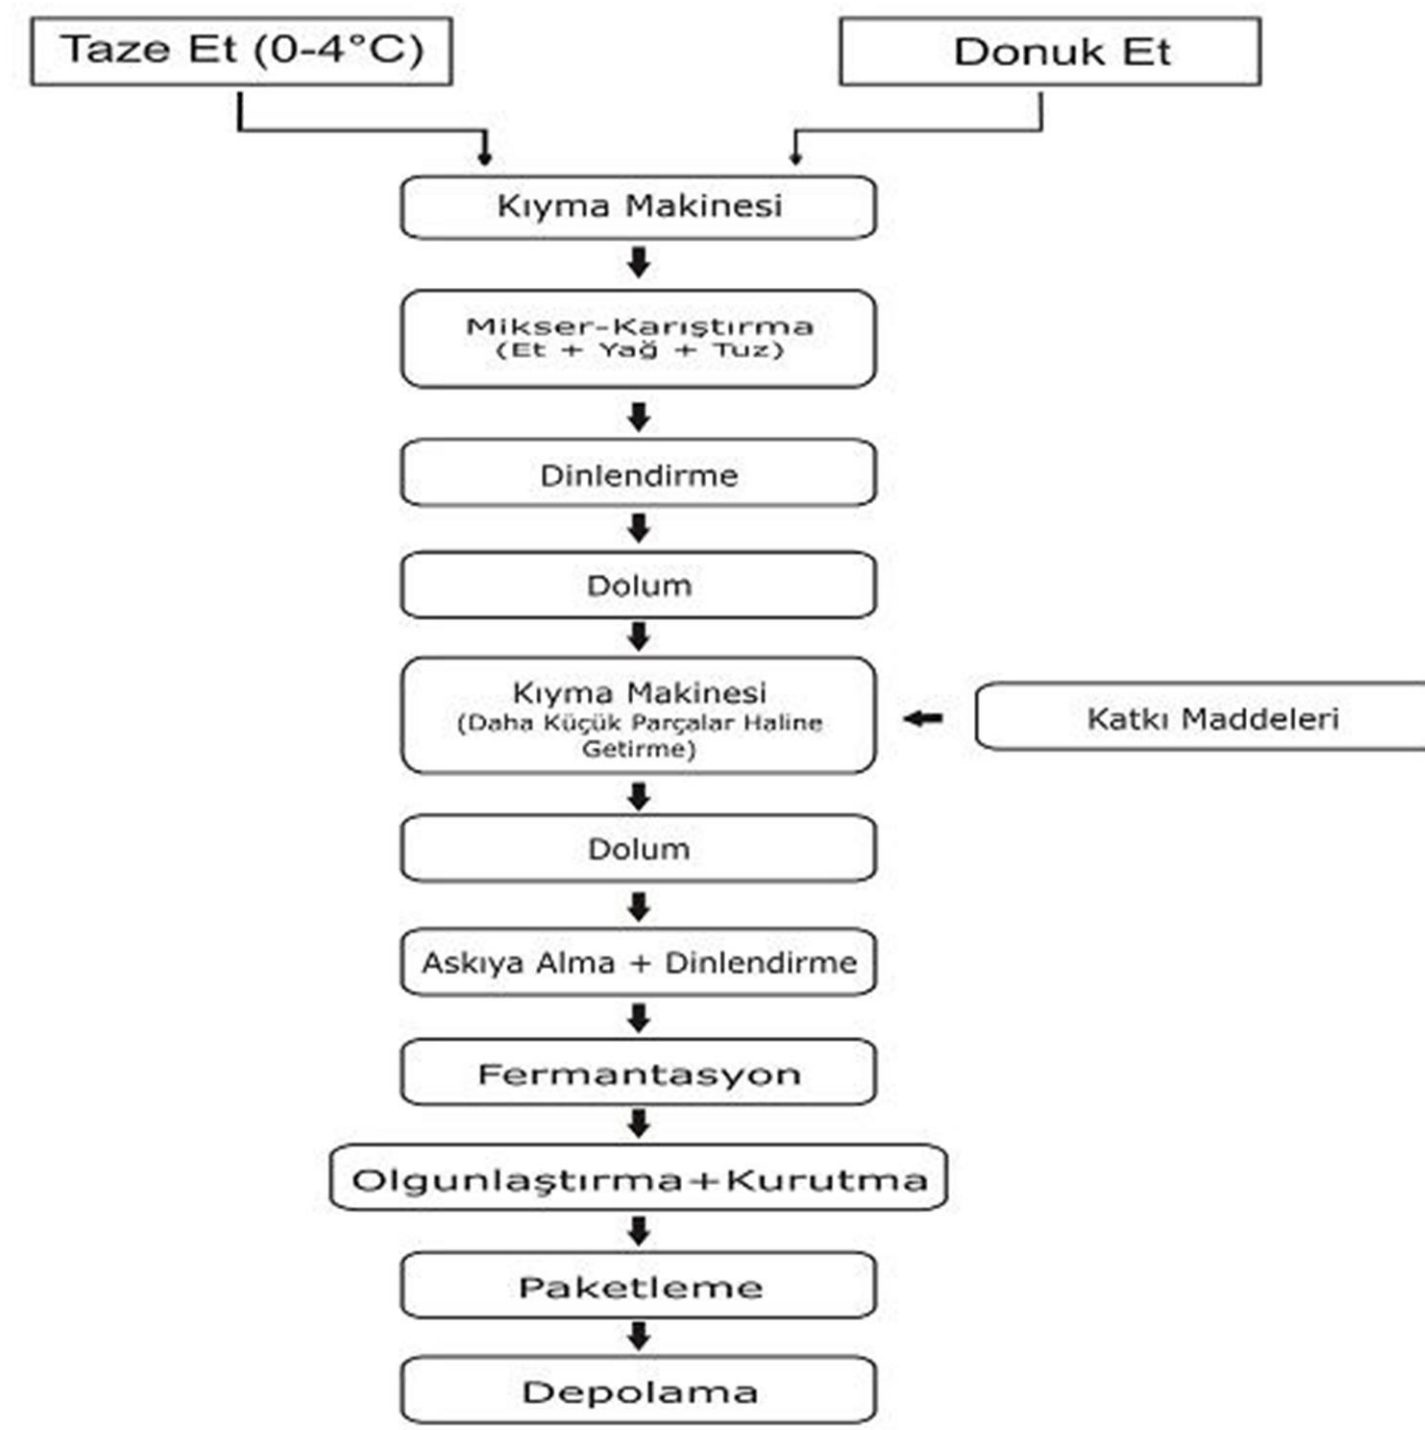 Taze Et (0-4°C)
Donuk Et
Kıyma Makinesi
Mikser-Karıştırma
(Et + Yağ + Tuz)
Dinlendirme
Dolum
Kıyma Makinesi
(Daha Küçük Parçalar Haline
Getirme)
Katkı Maddeleri
Dolum
Askıya Alma + Dinlendirme
Fermantasyon
Olgunlaştırma+Kurutma
Paketleme
Depolama